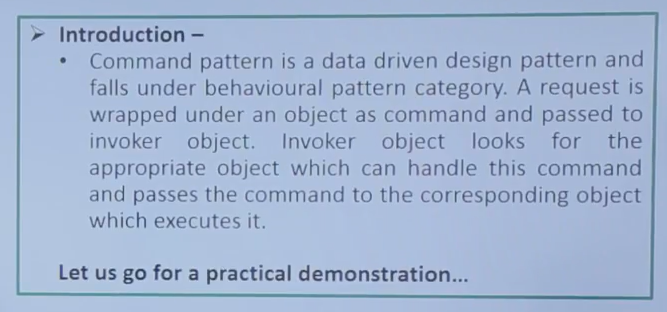 ➤ Introduction –
• Command pattern is a data driven design pattern and
falls under behavioural pattern category. A request is
wrapped under an object as command and passed to
invoker object. Invoker object looks for the
appropriate object which can handle this command
and passes the command to the corresponding object
which executes it.
Let us go for a practical demonstration...